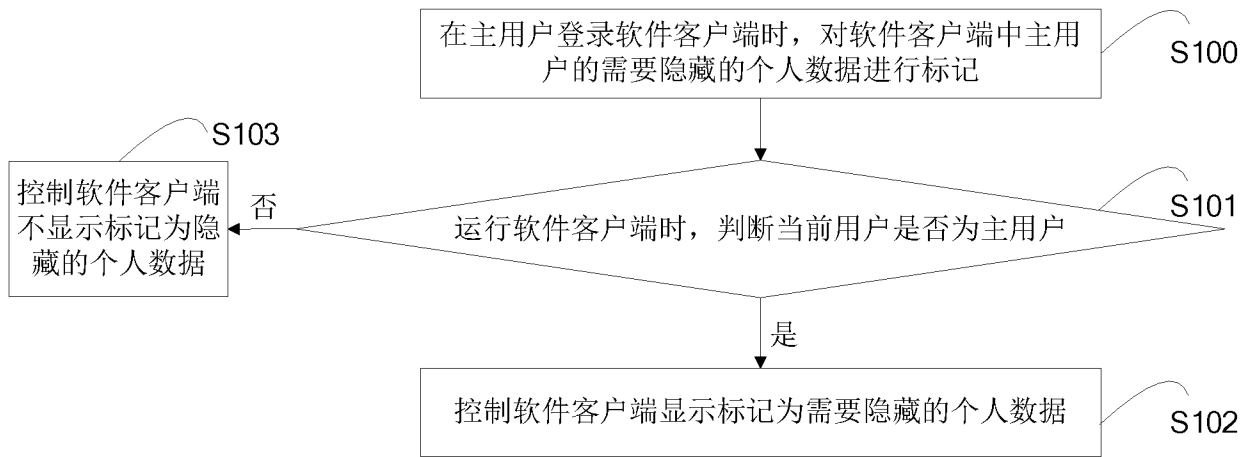 在主用户登录软件客户端时，对软件客户端中主用
户的需要隐藏的个人数据进行标记
S100
S103
控制软件客户端
不显示标记为隐
藏的个人数据
否
运行软件客户端时，判断当前用户是否为主用户
S101
是
控制软件客户端显示标记为需要隐藏的个人数据
S102